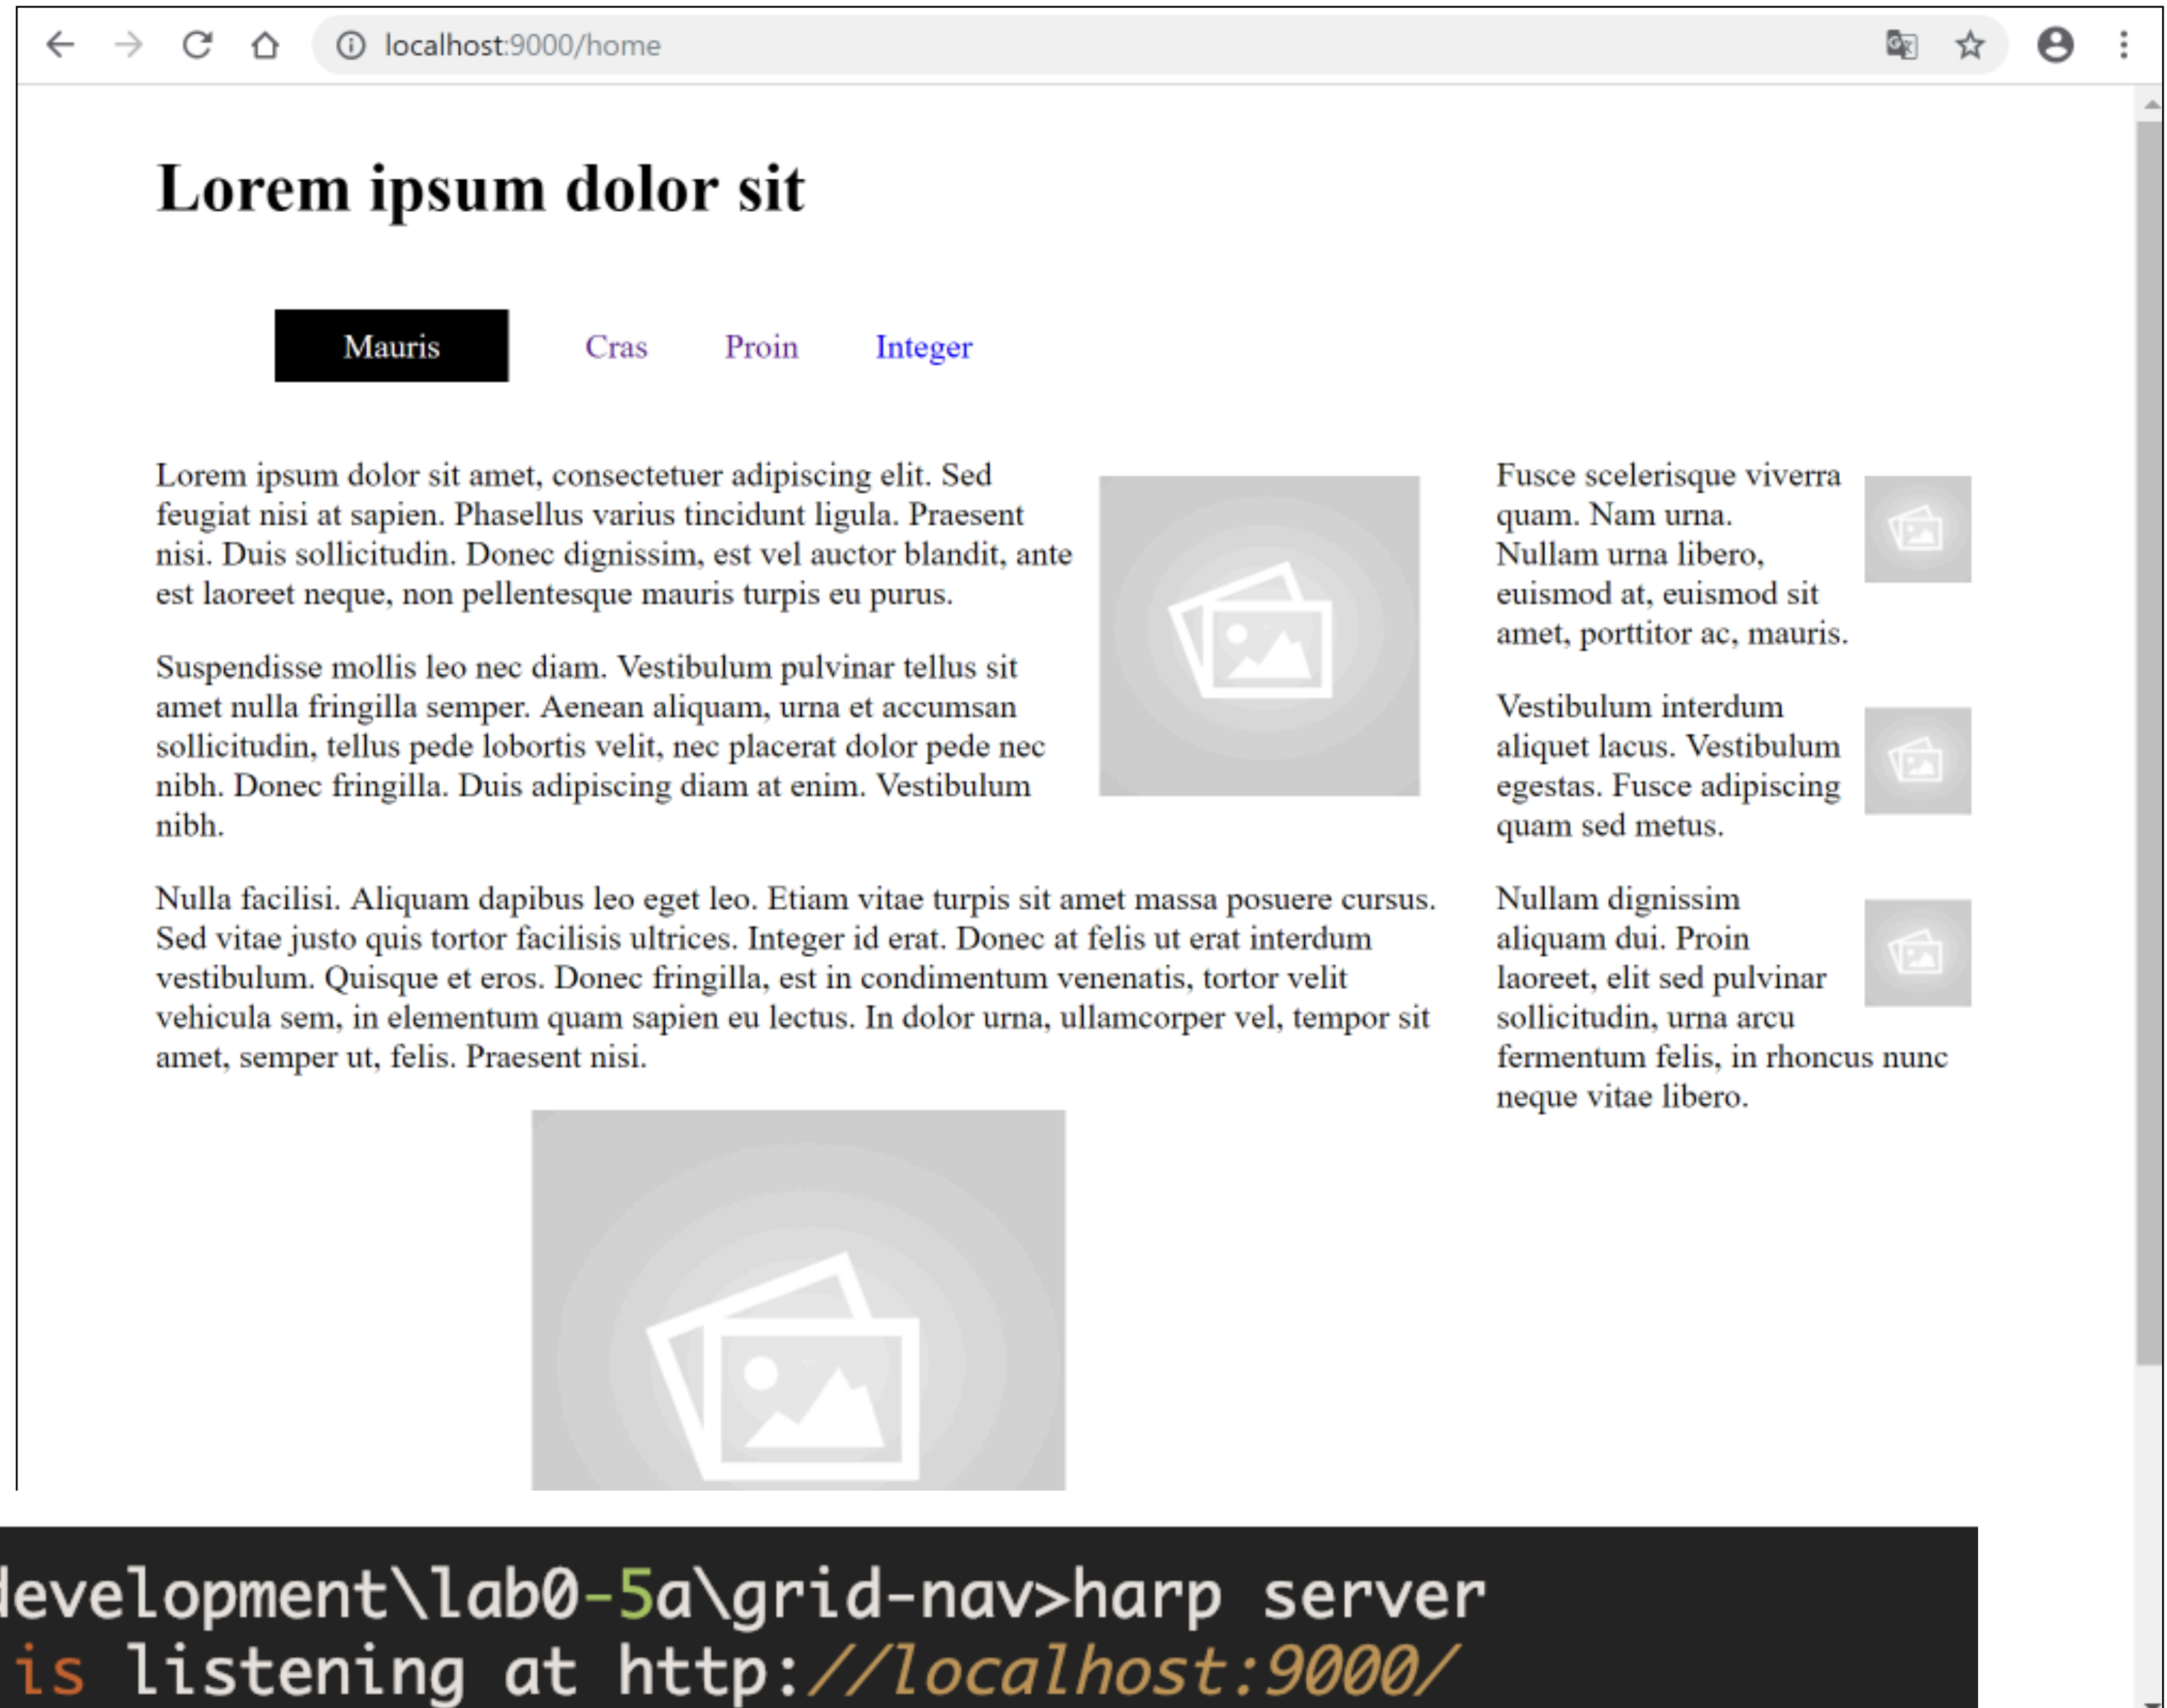 localhost:9000/home
Lorem ipsum dolor sit
Mauris Cras Proin Integer
Lorem ipsum dolor sit amet, consectetuer adipiscing elit. Sed
feugiat nisi at sapien. Phasellus varius tincidunt ligula. Praesent
nisi. Duis sollicitudin. Donec dignissim, est vel auctor blandit, ante
est laoreet neque, non pellentesque mauris turpis eu purus.
Suspendisse mollis leo nec diam. Vestibulum pulvinar tellus sit
amet nulla fringilla semper. Aenean aliquam, urna et accumsan
sollicitudin, tellus pede lobortis velit, nec placerat dolor pede nec
nibh. Donec fringilla. Duis adipiscing diam at enim. Vestibulum
nibh.
Nulla facilisi. Aliquam dapibus leo eget leo. Etiam vitae turpis sit amet massa posuere cursus.
Sed vitae justo quis tortor facilisis ultrices. Integer id erat. Donec at felis ut erat interdum
vestibulum. Quisque et eros. Donec fringilla, est in condimentum venenatis, tortor velit
vehicula sem, in elementum quam sapien eu lectus. In dolor urna, ullamcorper vel, tempor sit
amet, semper ut, felis. Praesent nisi.
Fusce scelerisque viverra
quam. Nam urna.
Nullam urna libero,
euismod at, euismod sit
amet, porttitor ac, mauris.
Vestibulum interdum
aliquet lacus. Vestibulum
egestas. Fusce adipiscing
quam sed metus.
Nullam dignissim
aliquam dui. Proin
laoreet, elit sed pulvinar
sollicitudin, urna arcu
fermentum felis, in rhoncus nunc
neque vitae libero.
development\lab0-5a\grid-nav>harp server
is listening at http://localhost:9000/